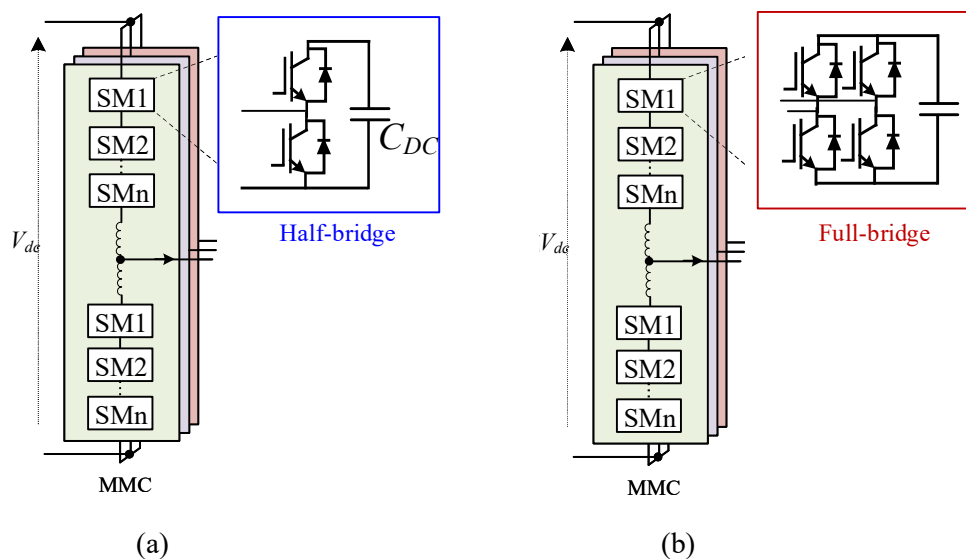 SM1
SM2
SMn
V_dc
SM1
SM2
SMn
MMC
C_DC
Half-bridge
(a)
SM1
SM2
SMn
V_dc
SM1
SM2
SMn
MMC
Full-bridge
(b)